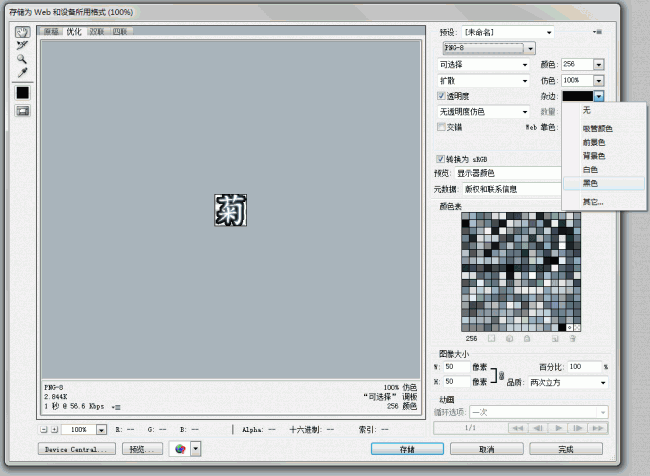 存储为 Web 和设备所用格式 (100%)
原稿 优化 双联 四联
菊
PNG-8
2.844K
1 秒 @ 56.6 Kbps
100% 仿色
“可选择” 调板
256 颜色
100% R: -- G: -- B: -- Alpha: -- 十六进制: -- 索引: --
Device Central... 预览... 存储 取消 完成
预设: [未命名]
PNG-8
可选择 颜色: 256
扩散 仿色: 100%
透明度 杂边:
无透明度仿色 数量:
交错 Web 靠色:
无
吸管颜色
前景色
背景色
白色
黑色
其它...
转换为 sRGB
预览: 显示器颜色
元数据: 版权和联系信息
颜色表
256
图像大小
W: 50 像素 百分比: 100 %
H: 50 像素 品质: 两次立方
动画
循环选项: 一次
1/1